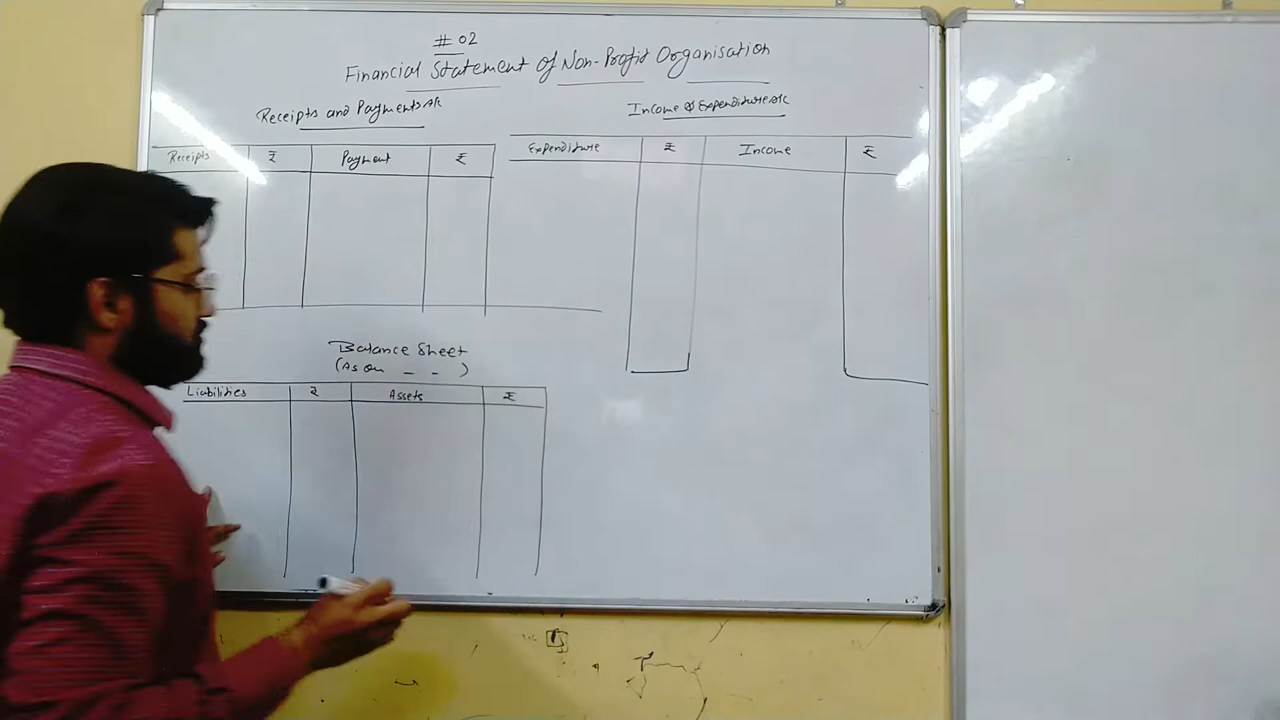 # 02
Financial Statement of Non-Profit Organisation
Receipts and Payments A/c
Receipts ₹ Payment ₹
Income & Expenditure A/c
Expenditure ₹ Income ₹
Balance Sheet
(As on _ _ )
Liabilities ₹ Assets ₹